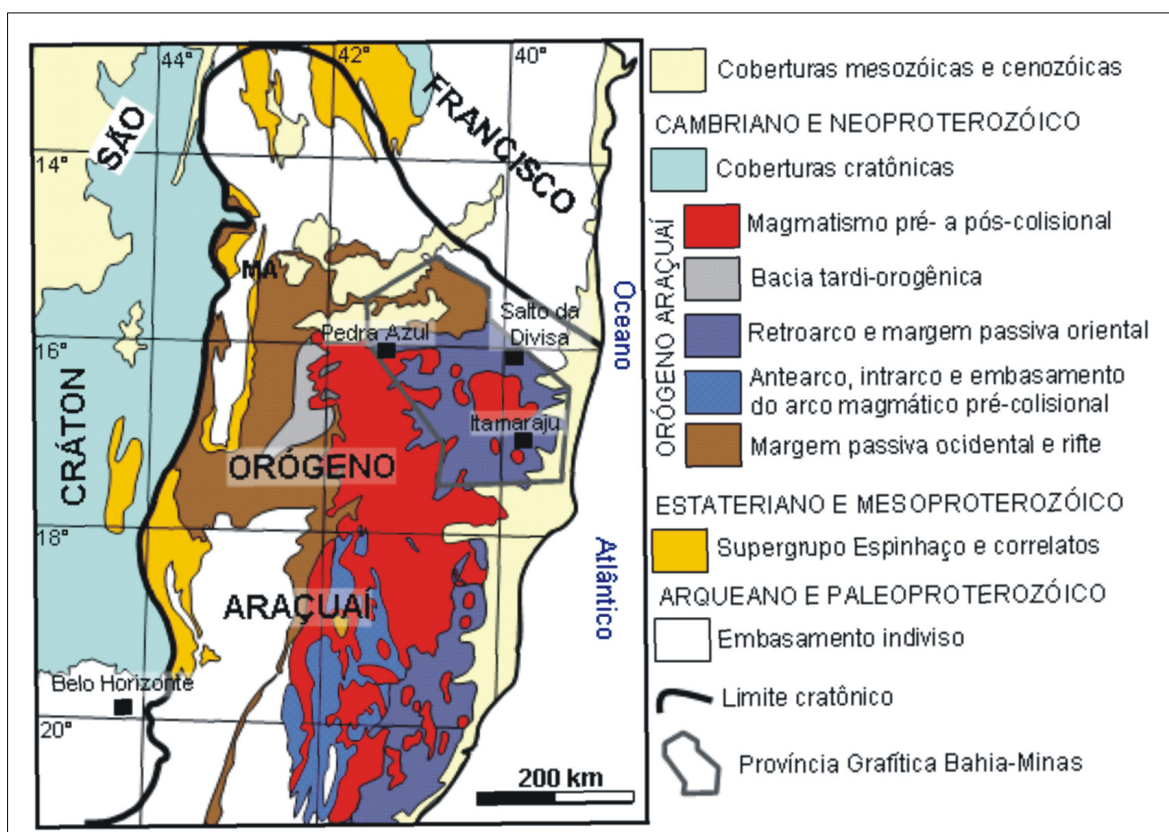 44°
42°
40°
SÃO
FRANCISCO
14°
MA
Oceano
Salto da
Divisa
Pedra Azul
16°
CRÁTON
Itamaraju
ORÓGENO
18°
Atlântico
ARAÇUAÍ
Belo Horizonte
20°
200 km
Coberturas mesozóicas e cenozóicas
CAMBRIANO E NEOPROTEROZÓICO
Coberturas cratônicas
ORÓGENO ARAÇUAÍ
Magmatismo pré- a pós-colisional
Bacia tardi-orogênica
Retroarco e margem passiva oriental
Antearco, intrarco e embasamento
do arco magmático pré-colisional
Margem passiva ocidental e rifte
ESTATERIANO E MESOPROTEROZÓICO
Supergrupo Espinhaço e correlatos
ARQUEANO E PALEOPROTEROZÓICO
Embasamento indiviso
Limite cratônico
Província Grafítica Bahia-Minas